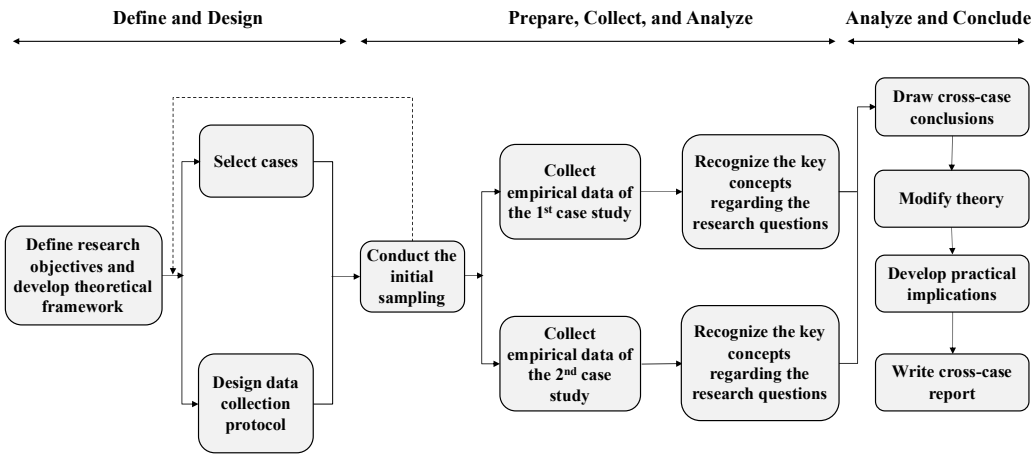 Define and Design
Prepare, Collect, and Analyze
Analyze and Conclude
Define research
objectives and
develop theoretical
framework
Select cases
Design data
collection
protocol
Conduct the
initial
sampling
Collect
empirical data of
the 1st case study
Recognize the key
concepts
regarding the
research questions
Collect
empirical data of
the 2nd case
study
Recognize the key
concepts
regarding the
research questions
Draw cross-case
conclusions
Modify theory
Develop practical
implications
Write cross-case
report